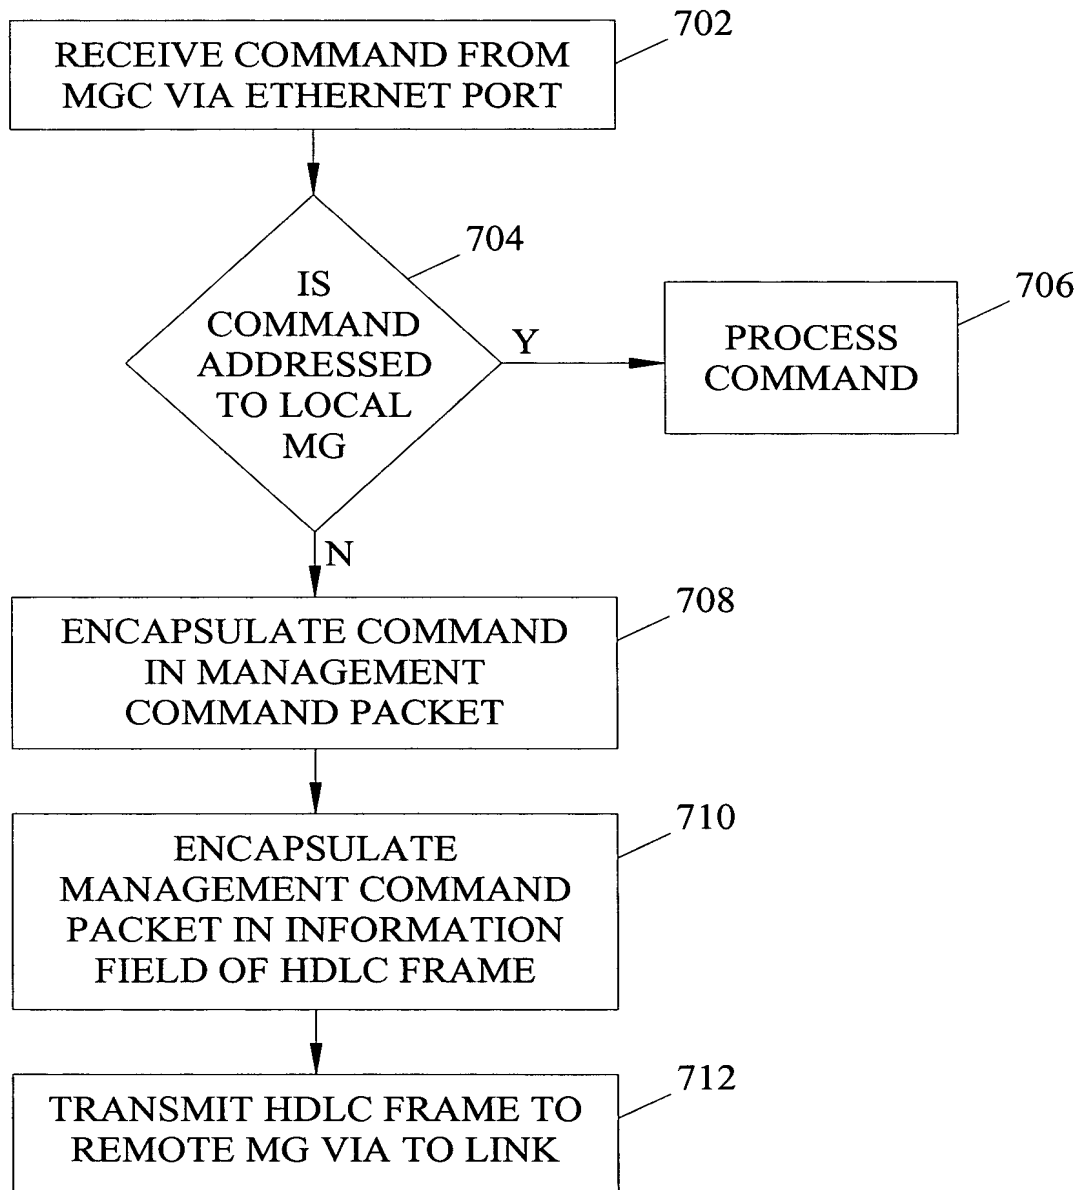 702
RECEIVE COMMAND FROM
MGC VIA ETHERNET PORT
704
IS
COMMAND
ADDRESSED
TO LOCAL
MG
Y
706
PROCESS
COMMAND
N
708
ENCAPSULATE COMMAND
IN MANAGEMENT
COMMAND PACKET
710
ENCAPSULATE
MANAGEMENT COMMAND
PACKET IN INFORMATION
FIELD OF HDLC FRAME
712
TRANSMIT HDLC FRAME TO
REMOTE MG VIA TO LINK